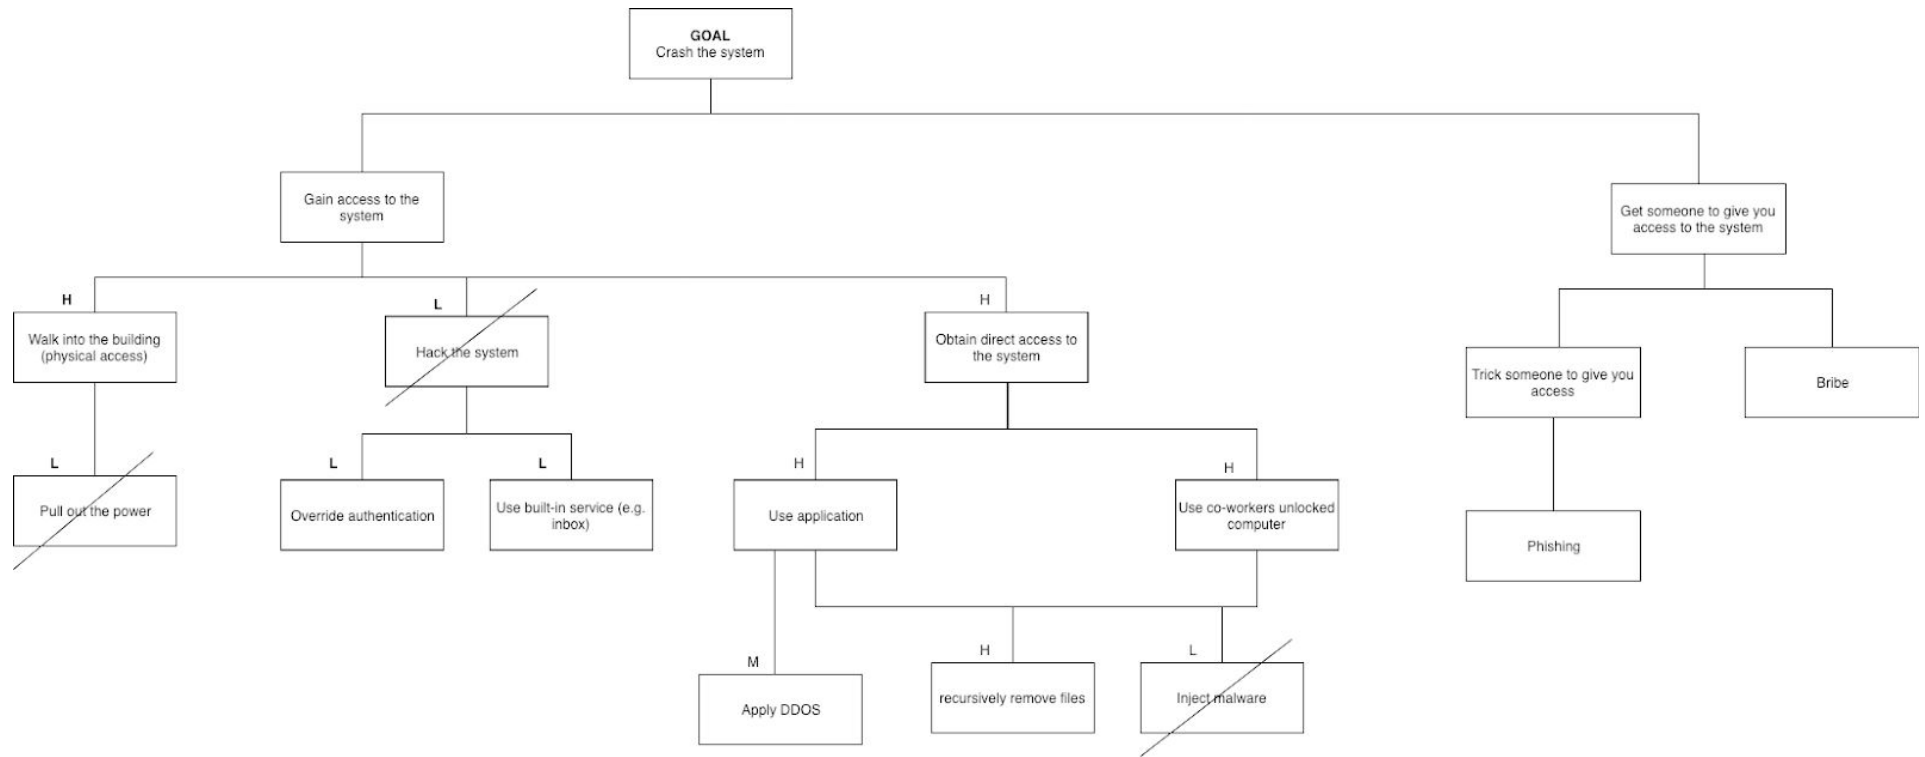 GOAL
Crash the system
Gain access to the
system
Get someone to give you
access to the system
H
L
H
Walk into the building
(physical access)
Hack the system
Obtain direct access to
the system
Trick someone to give you
access
Bribe
L
L
L
H
H
Pull out the power
Override authentication
Use built-in service (e.g.
inbox)
Use application
Use co-workers unlocked
computer
Phishing
M
H
L
Apply DDOS
recursively remove files
Inject malware